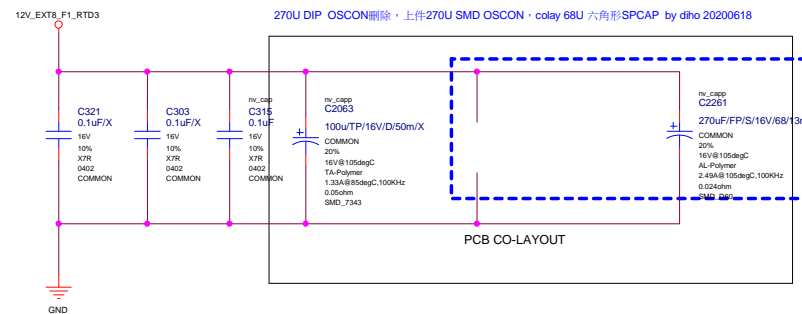 12V_EXT8_F1_RTD3
270U DIP OSCON刪除，上件270U SMD OSCON，colay 68U 六角形SPCAP by diho 20200618
C321
0.1uF/X
16V
10%
X7R
0402
COMMON
C303
0.1uF/X
16V
10%
X7R
0402
COMMON
nv_cap
C315
0.1uF
16V
10%
X7R
0402
COMMON
nv_capp
C2063
100u/TP/16V/D/50m/X
COMMON
20%
16V@105degC
TA-Polymer
1.33A@85degC,100KHz
0.05ohm
SMD_7343
nv_capp
C2261
270uF/FP/S/16V/68/13m
COMMON
20%
16V@105degC
AL-Polymer
2.49A@105degC,100KHz
0.024ohm
SMD_D60
PCB CO-LAYOUT
GND